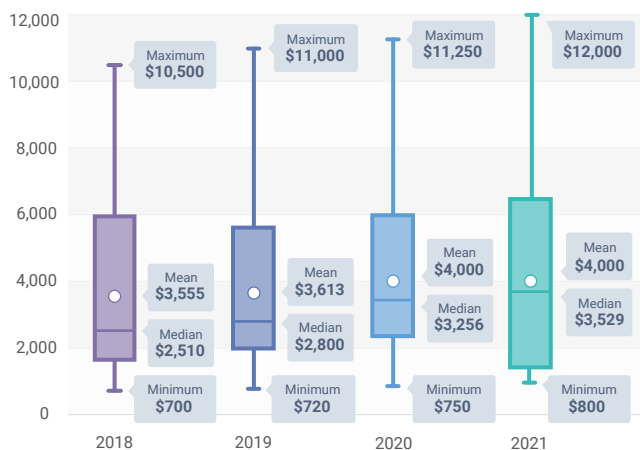 12,000
10,000
8,000
6,000
4,000
2,000
0
Maximum
$10,500
Mean
$3,555
Median
$2,510
Minimum
$700
Maximum
$11,000
Mean
$3,613
Median
$2,800
Minimum
$720
Maximum
$11,250
Mean
$4,000
Median
$3,256
Minimum
$750
Maximum
$12,000
Mean
$4,000
Median
$3,529
Minimum
$800
2018
2019
2020
2021